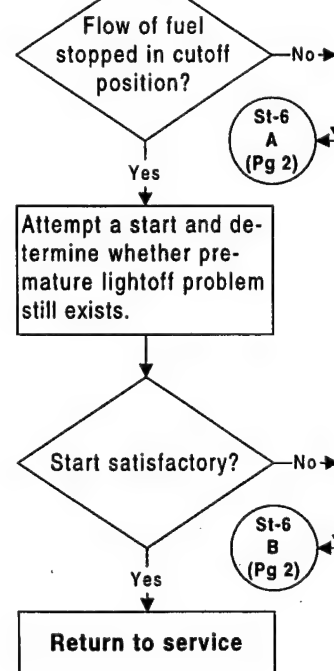 Flow of fuel
stopped in cutoff
position?
No
St-6
A
(Pg 2)
Yes
Attempt a start and de-
termine whether pre-
mature lightoff problem
still exists.
Start satisfactory?
No
St-6
B
(Pg 2)
Yes
Return to service